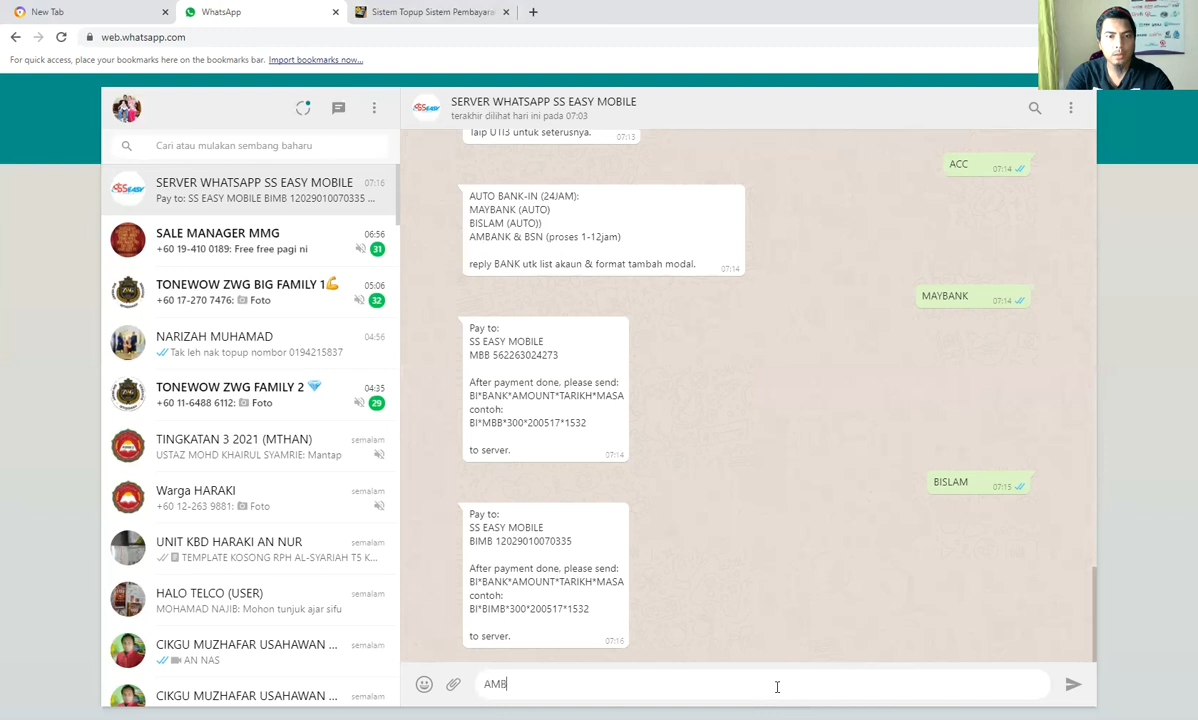 New Tab
WhatsApp
Sistem Topup Sistem Pembayara
web.whatsapp.com
For quick access, place your bookmarks here on the bookmarks bar. Import bookmarks now...
Cari atau mulakan sembang baharu
SERVER WHATSAPP SS EASY MOBILE 07:16
Pay to: SS EASY MOBILE BIMB 12029010070335 ...
SALE MANAGER MMG 06:56
+60 19-410 0189: Free free pagi ni 31
TONEWOW ZWG BIG FAMILY 1💪 05:06
+60 17-270 7476: Foto 32
NARIZAH MUHAMAD 04:56
Tak leh nak topup nombor 0194215837
TONEWOW ZWG FAMILY 2 💎 04:35
+60 11-6488 6112: Foto 29
TINGKATAN 3 2021 (MTHAN) semalam
USTAZ MOHD KHAIRUL SYAMRIE: Mantap
Warga HARAKI semalam
+60 12-263 9881: Foto
UNIT KBD HARAKI AN NUR semalam
TEMPLATE KOSONG RPH AL-SYARIAH T5 K...
HALO TELCO (USER) semalam
MOHAMAD NAJIB: Mohon tunjuk ajar sifu
CIKGU MUZHAFAR USAHAWAN ... semalam
AN NAS
CIKGU MUZHAFAR USAHAWAN ... semalam
SERVER WHATSAPP SS EASY MOBILE
terakhir dilihat hari ini pada 07:03
Taip UTI3 untuk seterusnya. 07:13
ACC 07:14
AUTO BANK-IN (24JAM):
MAYBANK (AUTO)
BISLAM (AUTO))
AMBANK & BSN (proses 1-12jam)
reply BANK utk list akaun & format tambah modal. 07:14
MAYBANK 07:14
Pay to:
SS EASY MOBILE
MBB 562263024273
After payment done, please send:
BI*BANK*AMOUNT*TARIKH*MASA
contoh:
BI*MBB*300*200517*1532
to server. 07:14
BISLAM 07:15
Pay to:
SS EASY MOBILE
BIMB 12029010070335
After payment done, please send:
BI*BANK*AMOUNT*TARIKH*MASA
contoh:
BI*BIMB*300*200517*1532
to server. 07:16
AMB